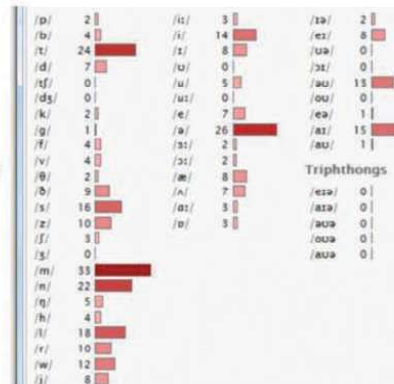 /p/ 2 /iː/ 3 /ɪə/ 2
/b/ 4 /i/ 14 /eɪ/ 8
/t/ 24 /ɪ/ 8 /ʊə/ 0
/d/ 7 /ʊ/ 0 /ɔɪ/ 0
/tʃ/ 0 /u/ 5 /əʊ/ 13
/dʒ/ 0 /uː/ 0 /oʊ/ 0
/k/ 2 /e/ 7 /eə/ 1
/g/ 1 /ə/ 26 /aɪ/ 15
/f/ 4 /ɜː/ 2 /aʊ/ 1
/v/ 4 /ɔː/ 2
/θ/ 2 /æ/ 8 Triphthongs
/ð/ 9 /ʌ/ 7 /eɪə/ 0
/s/ 16 /ɑː/ 3 /aɪə/ 0
/z/ 10 /ɒ/ 3 /əʊə 0
/ʃ/ 3 /oʊə 0
/ʒ/ 0 /aʊə 0
/m/ 33
/n/ 22
/ŋ/ 5
/h/ 4
/l/ 18
/r/ 10
/w/ 12
/j/ 8